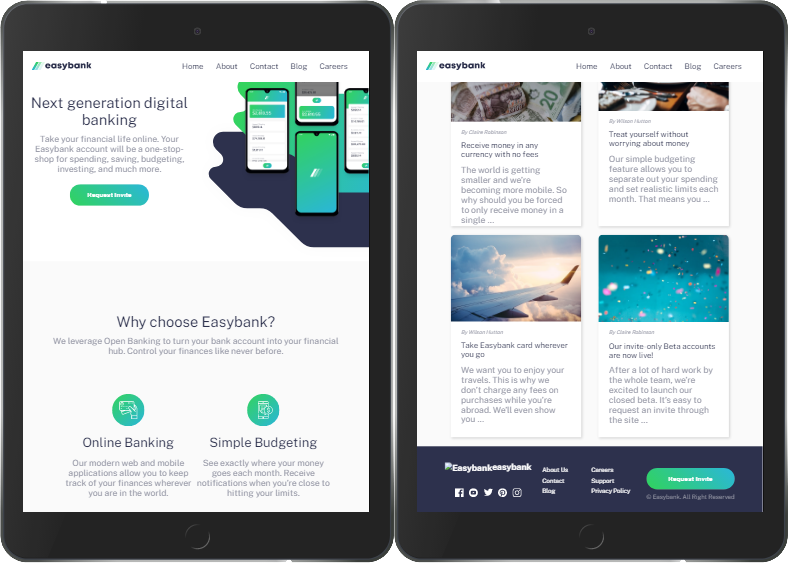 easybank
Home About Contact Blog Careers
Next generation digital
banking
Take your financial life online. Your
Easybank account will be a one-stop-
shop for spending, saving, budgeting,
investing, and much more.
Request Invite
Why choose Easybank?
We leverage Open Banking to turn your bank account into your financial
hub. Control your finances like never before.
Online Banking
Our modern web and mobile
applications allow you to keep
track of your finances wherever
you are in the world.
Simple Budgeting
See exactly where your money
goes each month. Receive
notifications when you're close to
hitting your limits.
easybank
Home About Contact Blog Careers
By Claire Robinson
Receive money in any
currency with no fees
The world is getting
smaller and we're
becoming more mobile. So
why should you be forced
to only receive money in a
single ...
By Wilson Hutton
Treat yourself without
worrying about money
Our simple budgeting
feature allows you to
separate out your spending
and set realistic limits each
month. That means you ...
By Wilson Hutton
Take Easybank card wherever
you go
We want you to enjoy your
travels. This is why we
don't charge any fees on
purchases while you're
abroad. We'll even show
you ...
By Claire Robinson
Our invite-only Beta accounts
are now live!
After a lot of hard work by
the whole team, we're
excited to launch our
closed beta. It's easy to
request an invite through
the site ...
Easybankeasybank
About Us
Contact
Blog
Careers
Support
Privacy Policy
Request Invite
© Easybank. All Right Reserved